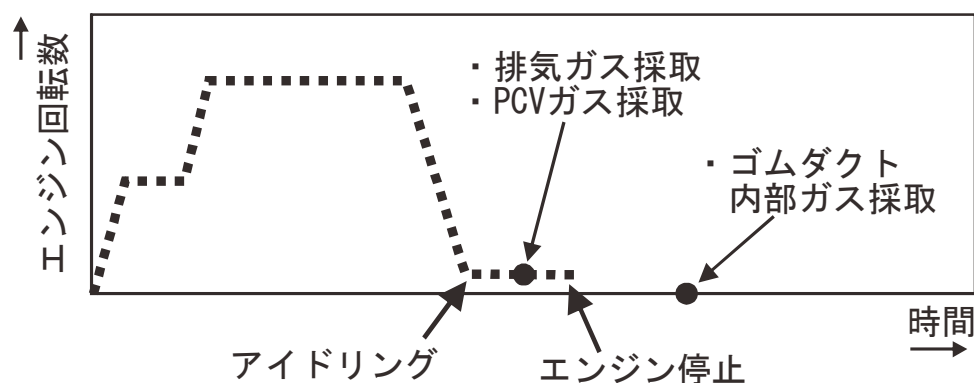 エンジン回転数
・排気ガス採取
・PCVガス採取
・ゴムダクト
内部ガス採取
時間
アイドリング
エンジン停止